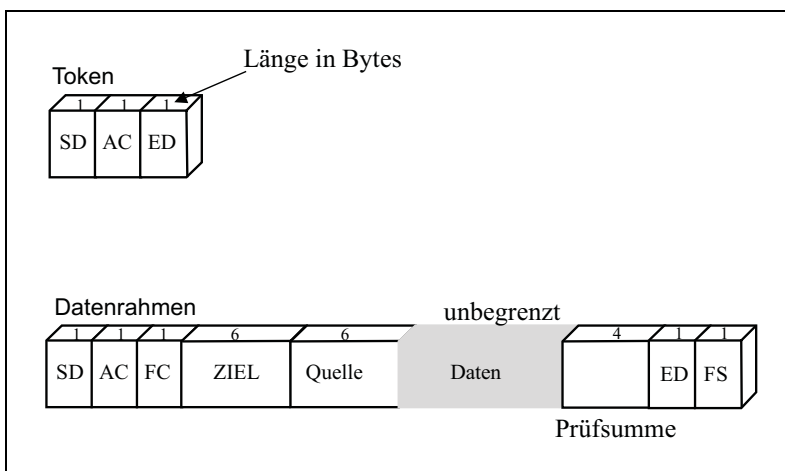 Länge in Bytes
Token
1 1 1
SD AC ED
Datenrahmen
unbegrenzt
1 1 1 6 6 4 1 1
SD AC FC ZIEL Quelle Daten ED FS
Prüfsumme